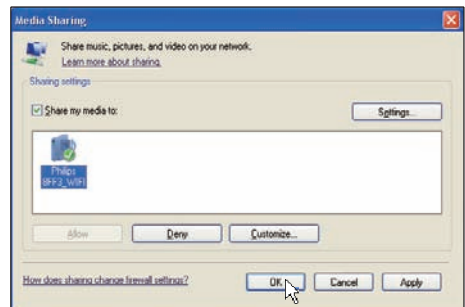 Media Sharing
Share music, pictures, and video on your network.
Learn more about sharing.
Sharing settings
Share my media to:
Settings...
Philips
8FF3_WIFI
Allow
Deny
Customize...
How does sharing change firewall settings?
OK
Cancel
Apply